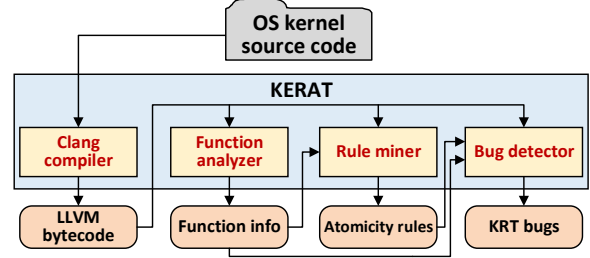 OS kernel
source code
KERAT
Clang
compiler
Function
analyzer
Rule miner
Bug detector
LLVM
bytecode
Function info
Atomicity rules
KRT bugs